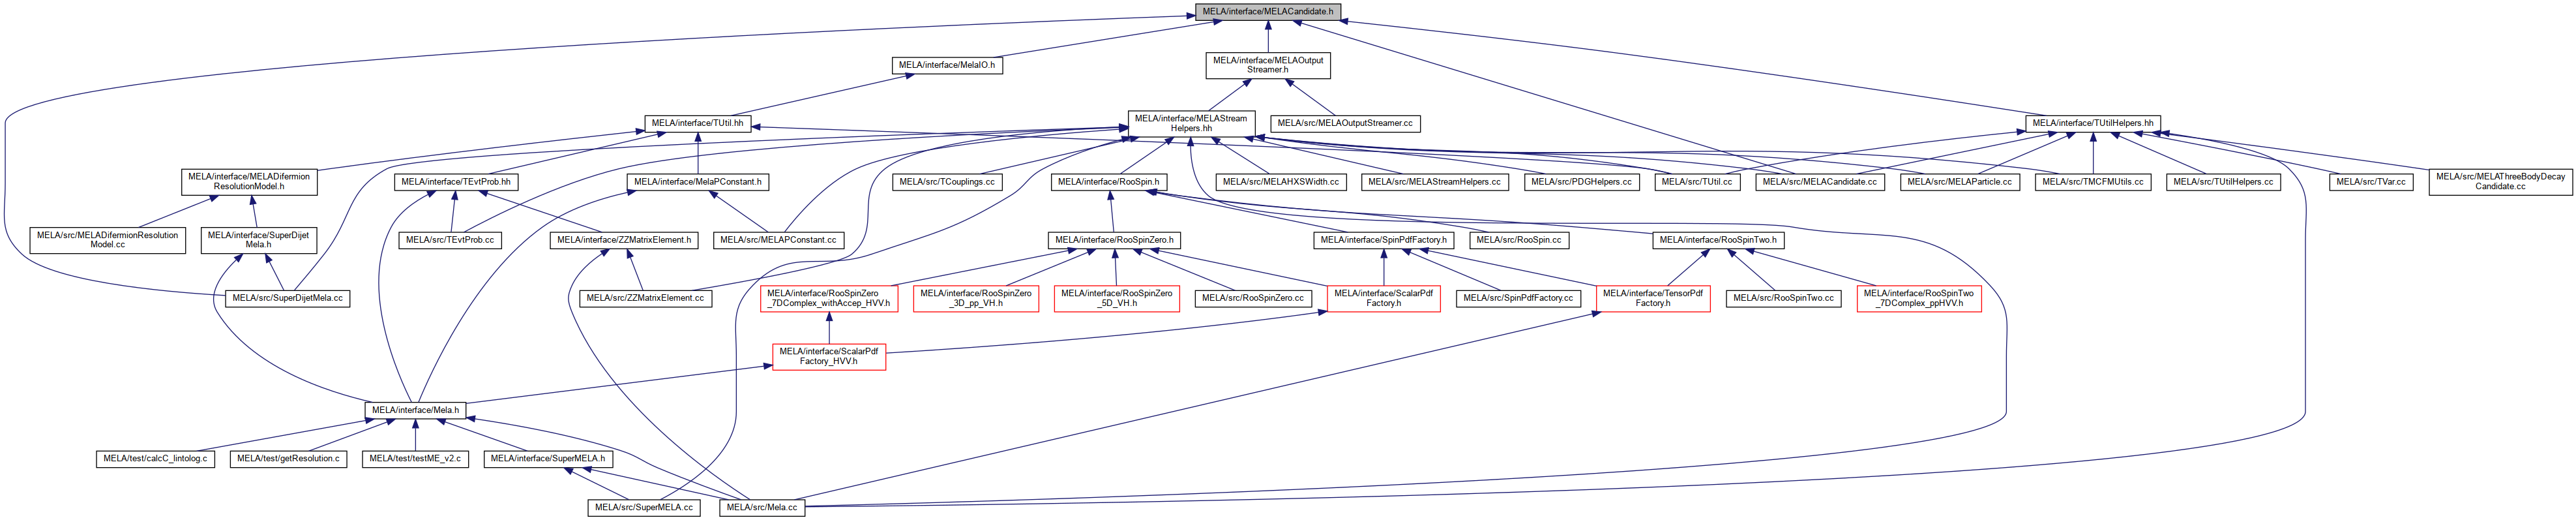 MELA/interface/MELACandidate.h
MELA/interface/MelaIO.h
MELA/interface/MELAOutput
Streamer.h
MELA/interface/TUtil.hh
MELA/interface/MELAStream
Helpers.hh
MELA/src/MELAOutputStreamer.cc
MELA/interface/TUtilHelpers.hh
MELA/interface/MELADifermion
ResolutionModel.h
MELA/interface/TEvtProb.hh
MELA/interface/MelaPConstant.h
MELA/src/TCouplings.cc
MELA/interface/RooSpin.h
MELA/src/MELAHXSWidth.cc
MELA/src/MELAStreamHelpers.cc
MELA/src/PDGHelpers.cc
MELA/src/TUtil.cc
MELA/src/MELACandidate.cc
MELA/src/MELAParticle.cc
MELA/src/TMCFMUtils.cc
MELA/src/TUtilHelpers.cc
MELA/src/TVar.cc
MELA/src/MELAThreeBodyDecay
Candidate.cc
MELA/src/MELADifermionResolution
Model.cc
MELA/interface/SuperDijet
Mela.h
MELA/src/TEvtProb.cc
MELA/interface/ZZMatrixElement.h
MELA/src/MELAPConstant.cc
MELA/interface/RooSpinZero.h
MELA/interface/SpinPdfFactory.h
MELA/src/RooSpin.cc
MELA/interface/RooSpinTwo.h
MELA/src/SuperDijetMela.cc
MELA/src/ZZMatrixElement.cc
MELA/interface/RooSpinZero
_7DComplex_withAccep_HVV.h
MELA/interface/RooSpinZero
_3D_pp_VH.h
MELA/interface/RooSpinZero
_5D_VH.h
MELA/src/RooSpinZero.cc
MELA/interface/ScalarPdf
Factory.h
MELA/src/SpinPdfFactory.cc
MELA/interface/TensorPdf
Factory.h
MELA/src/RooSpinTwo.cc
MELA/interface/RooSpinTwo
_7DComplex_ppHVV.h
MELA/interface/ScalarPdf
Factory_HVV.h
MELA/interface/Mela.h
MELA/test/calcC_lintolog.c
MELA/test/getResolution.c
MELA/test/testME_v2.c
MELA/interface/SuperMELA.h
MELA/src/SuperMELA.cc
MELA/src/Mela.cc